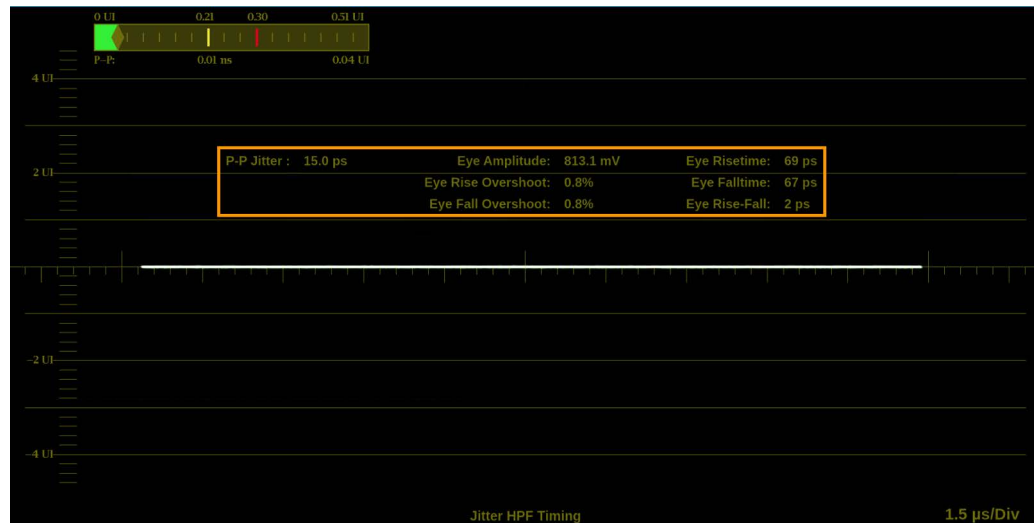 0 UI 0.21 0.30 0.51 UI
P-P: 0.01 ns 0.04 UI
4 UI
P-P Jitter : 15.0 ps Eye Amplitude: 813.1 mV Eye Risetime: 69 ps
2 UI
Eye Rise Overshoot: 0.8% Eye Falltime: 67 ps
Eye Fall Overshoot: 0.8% Eye Rise-Fall: 2 ps
-2 UI
-4 UI
Jitter HPF Timing 1.5 µs/Div